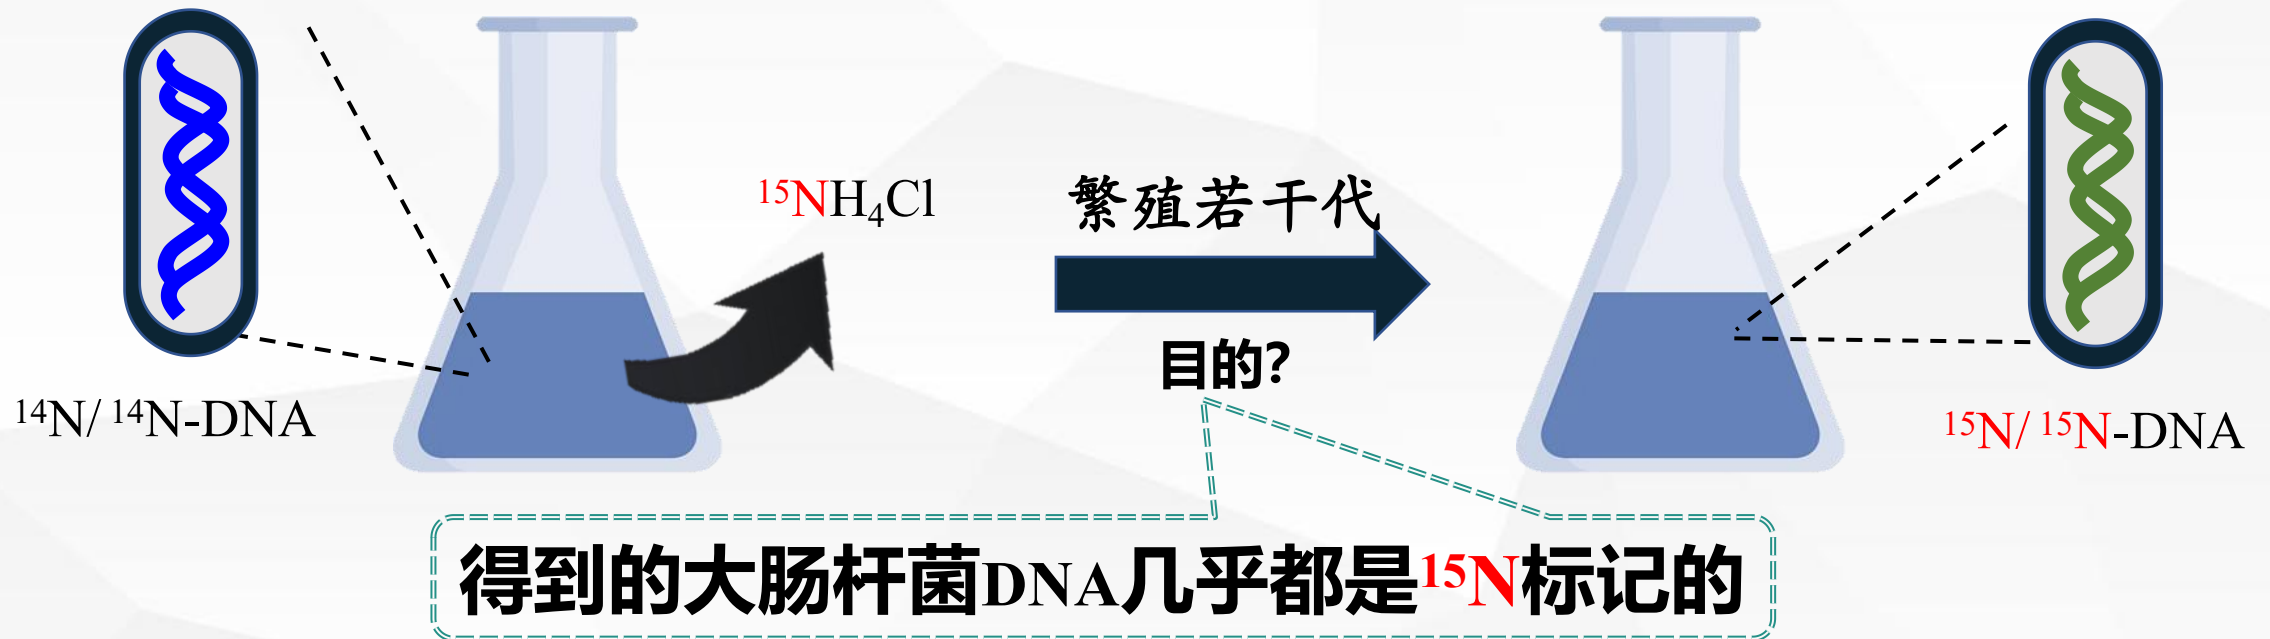 ¹⁵NH₄Cl
繁殖若干代
目的？
¹⁴N/ ¹⁴N-DNA
¹⁵N/ ¹⁵N-DNA
得到的大肠杆菌DNA几乎都是¹⁵N标记的